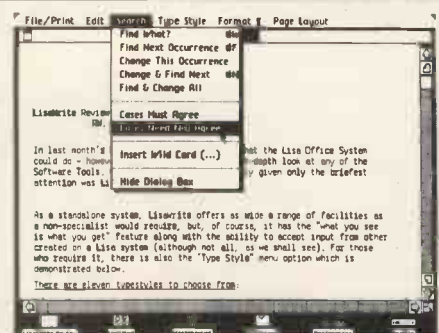 File/Print Edit Search Type Style Format ¶ Page Layout
Find What?
Find Next Occurrence #F
Change This Occurrence
Change & Find Next
Find & Change All
Cases Must Agree
Cases Need Not Agree
Insert Wild Card (...)
Hide Dialog Box
LisaWrite Review
In last month's hat the Lisa Office System
could do - -depth look at any of the
Software Tools, y given only the briefest
attention was Li
As a standalone system, LisaWrite offers as wide a range of facilities as
a non-specialist would require, but, of course, it has the "what you see
is what you get" feature along with the ability to accept input from other
created on a Lisa system (although not all, as we shall see). For those
who require it, there is also the "Type Style" menu option which is
demonstrated below.
There are eleven typestyles to choose from: